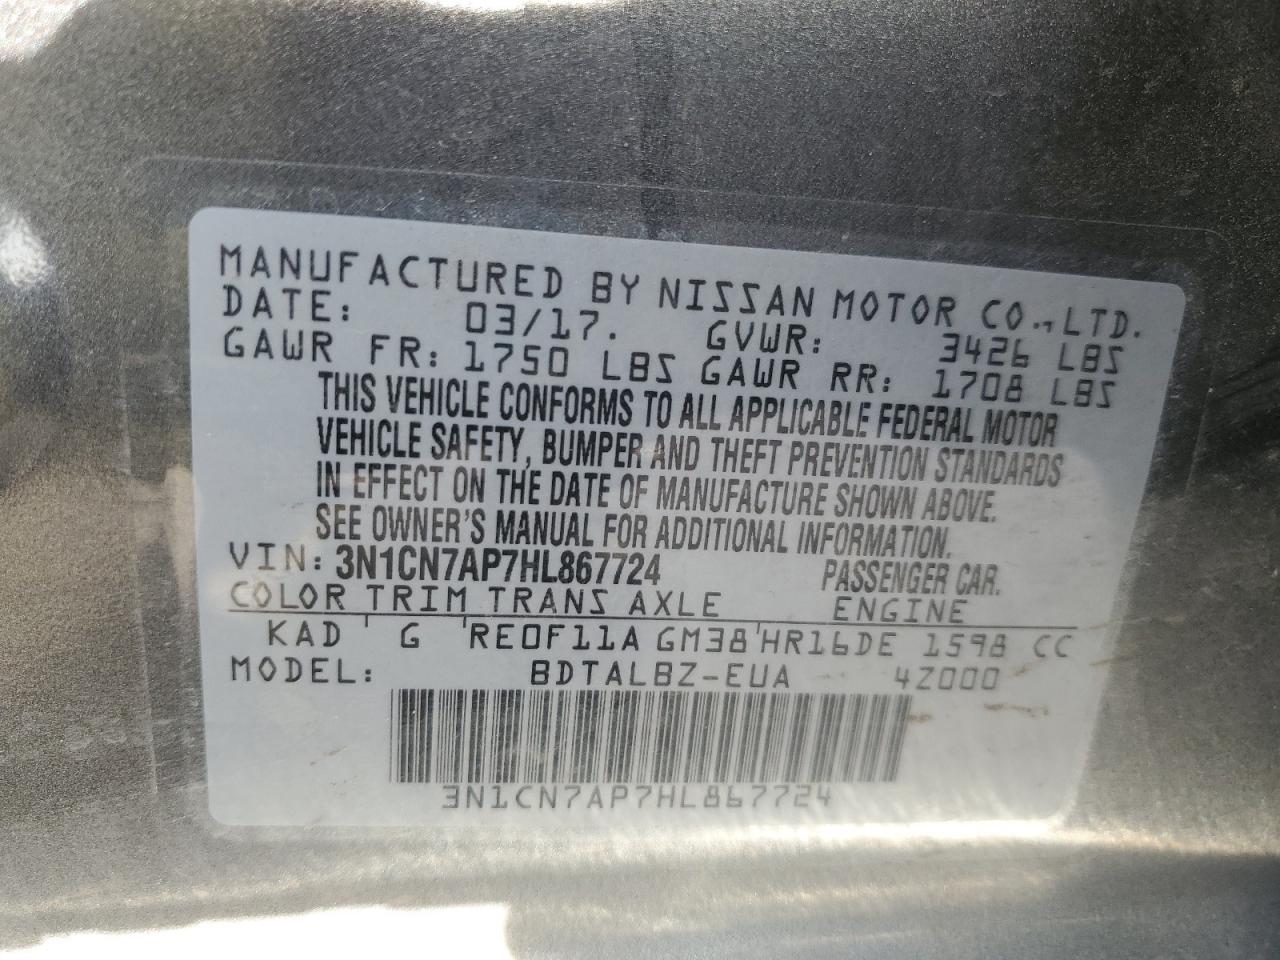 MANUFACTURED BY NISSAN MOTOR CO., LTD.
DATE: 03/17. GVWR: 3426 LBS
GAWR FR: 1750 LBS GAWR RR: 1708 LBS
THIS VEHICLE CONFORMS TO ALL APPLICABLE FEDERAL MOTOR
VEHICLE SAFETY, BUMPER AND THEFT PREVENTION STANDARDS
IN EFFECT ON THE DATE OF MANUFACTURE SHOWN ABOVE.
SEE OWNER'S MANUAL FOR ADDITIONAL INFORMATION.
VIN: 3N1CN7AP7HL867724 PASSENGER CAR.
COLOR TRIM TRANS AXLE ENGINE
KAD ' G ' RE0F11A GM38 ' HR16DE 1598 CC
MODEL: BDTALBZ-EUA 4Z000
3N1CN7AP7HL867724